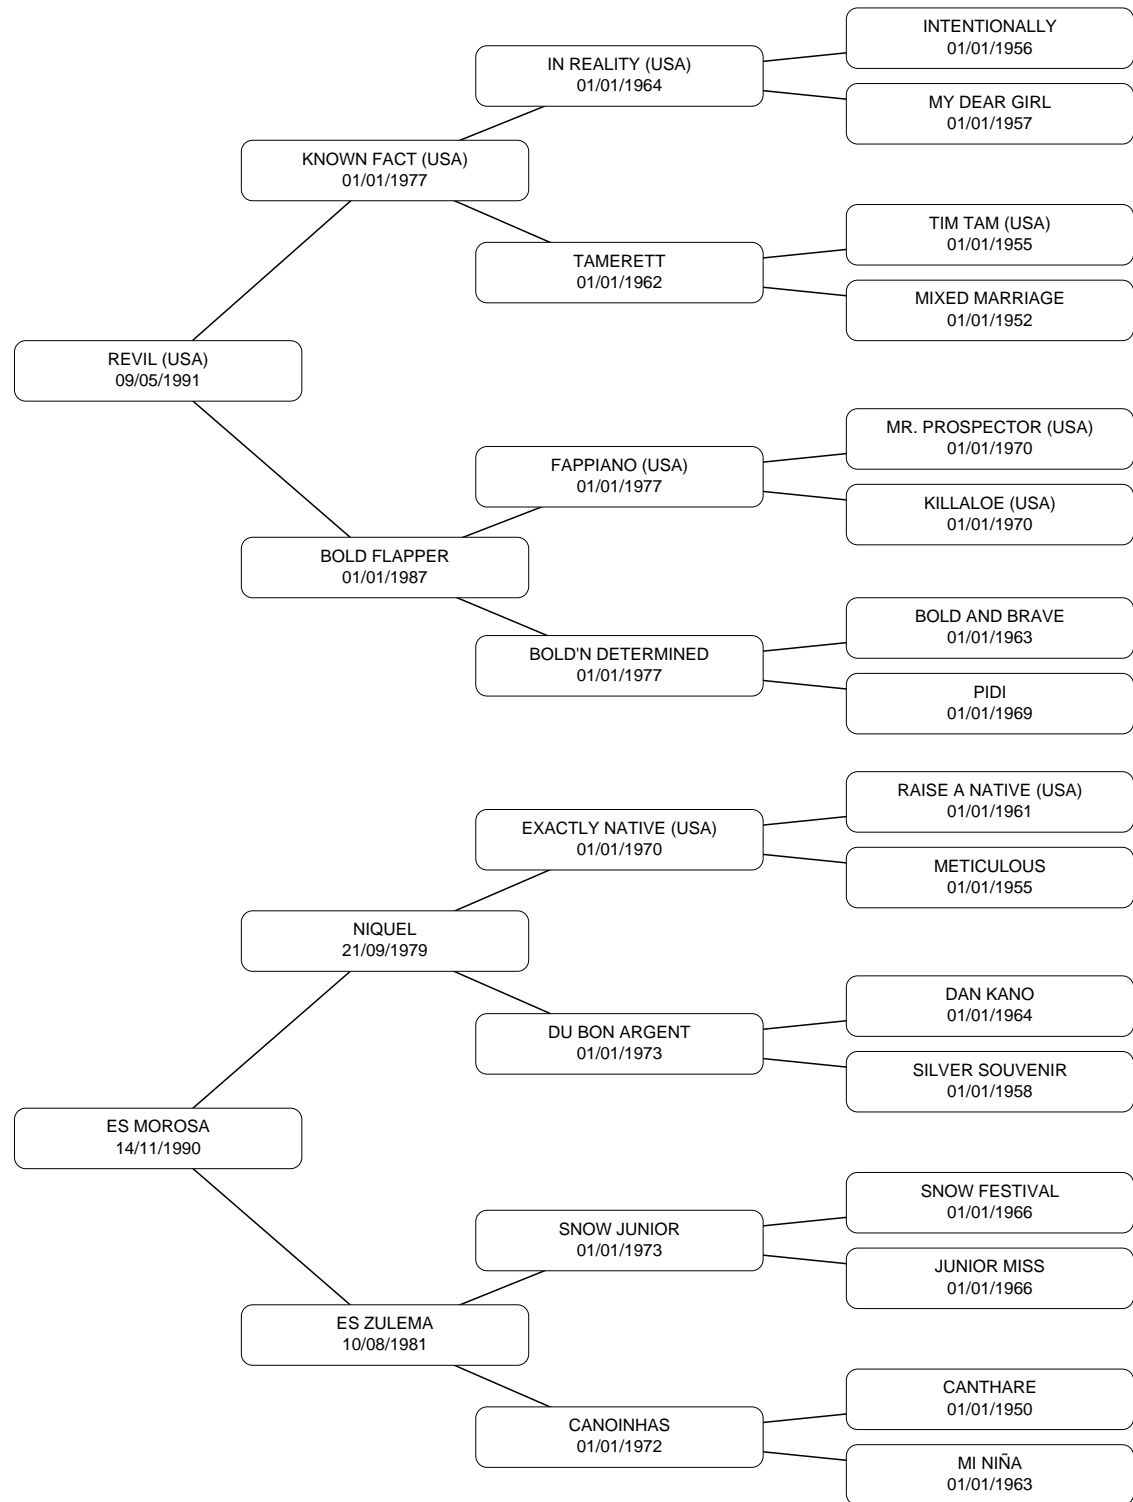 INTENTIONALLY
01/01/1956
IN REALITY (USA)
01/01/1964
MY DEAR GIRL
01/01/1957
KNOWN FACT (USA)
01/01/1977
TIM TAM (USA)
01/01/1955
TAMERETT
01/01/1962
MIXED MARRIAGE
01/01/1952
REVIL (USA)
09/05/1991
MR. PROSPECTOR (USA)
01/01/1970
FAPPIANO (USA)
01/01/1977
KILLALOE (USA)
01/01/1970
BOLD FLAPPER
01/01/1987
BOLD AND BRAVE
01/01/1963
BOLD'N DETERMINED
01/01/1977
PIDI
01/01/1969
RAISE A NATIVE (USA)
01/01/1961
EXACTLY NATIVE (USA)
01/01/1970
METICULOUS
01/01/1955
NIQUEL
21/09/1979
DAN KANO
01/01/1964
DU BON ARGENT
01/01/1973
SILVER SOUVENIR
01/01/1958
ES MOROSA
14/11/1990
SNOW FESTIVAL
01/01/1966
SNOW JUNIOR
01/01/1973
JUNIOR MISS
01/01/1966
ES ZULEMA
10/08/1981
CANTHARE
01/01/1950
CANOINHAS
01/01/1972
MI NIÑA
01/01/1963